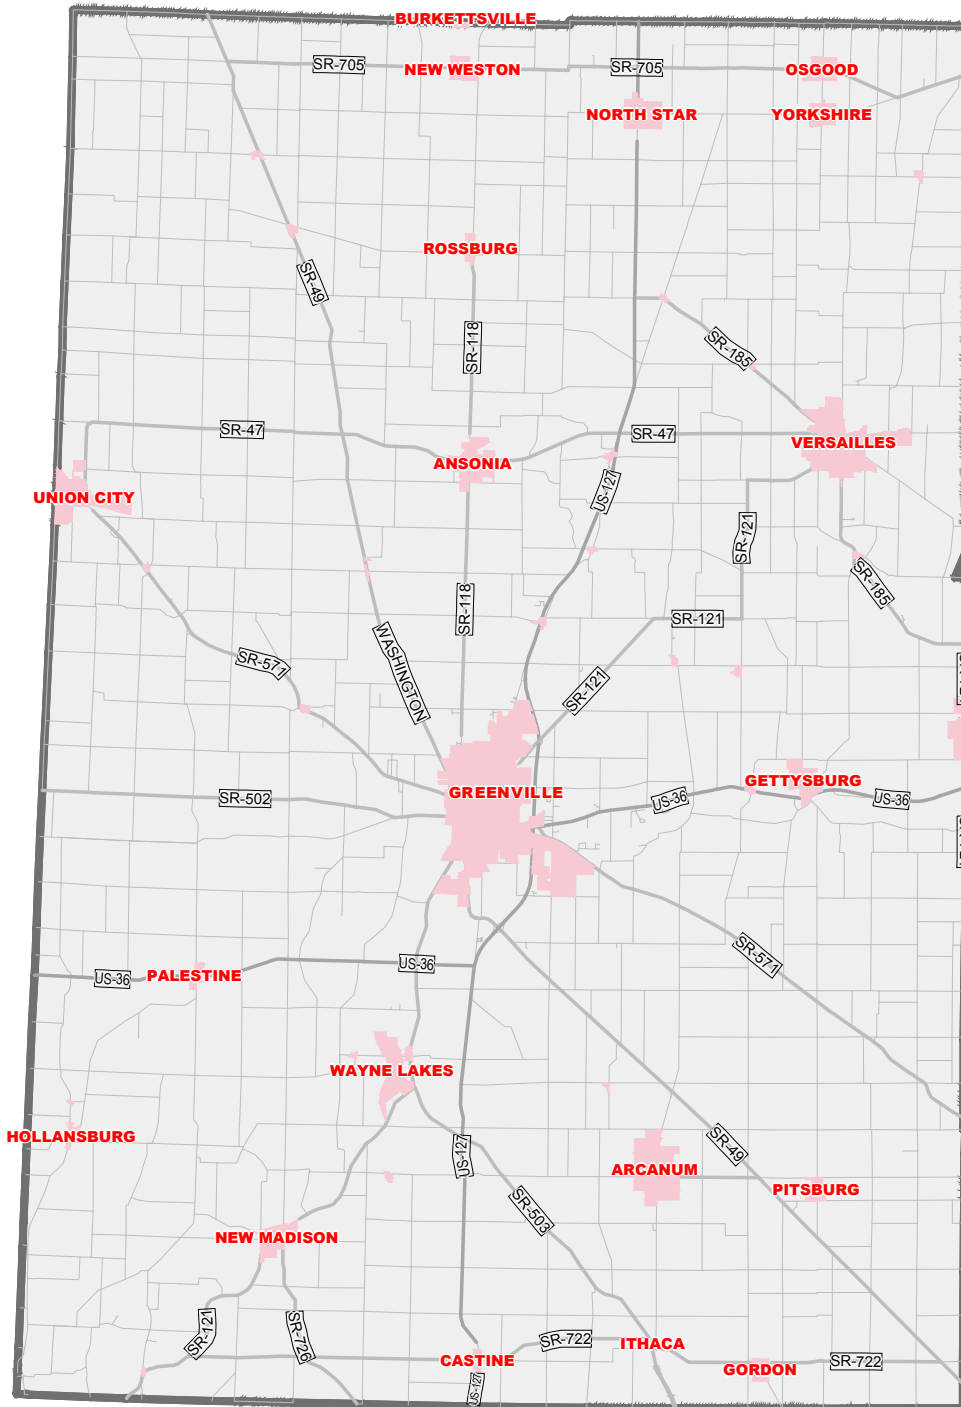 BURKETTSVILLE
SR-705
NEW WESTON
SR-705
OSGOOD
NORTH STAR
YORKSHIRE
ROSSBURG
SR-49
SR-118
SR-185
SR-47
SR-47
VERSAILLES
ANSONIA
UNION CITY
US-127
SR-121
SR-185
SR-118
SR-121
WASHINGTON
SR-571
SR-121
GETTYSBURG
GREENVILLE
SR-502
US-36
US-36
SR-571
US-36
US-36
PALESTINE
WAYNE LAKES
HOLLANSBURG
SR-49
US-127
ARCANUM
PITSBURG
SR-503
NEW MADISON
SR-121
SR-726
SR-722
ITHACA
CASTINE
GORDON
SR-722
US-127